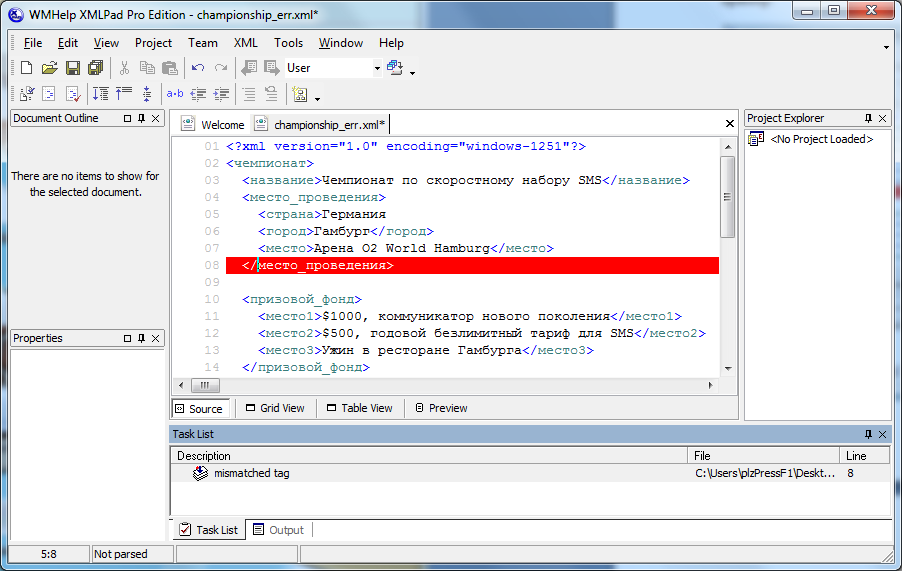 WMHelp XMLPad Pro Edition - championship_err.xml*
File Edit View Project Team XML Tools Window Help
User
a·b
Document Outline
There are no items to show for
the selected document.
Properties
Welcome championship_err.xml*
01 <?xml version="1.0" encoding="windows-1251"?>
02 <чемпионат>
03 <название>Чемпионат по скоростному набору SMS</название>
04 <место_проведения>
05 <страна>Германия
06 <город>Гамбург</город>
07 <место>Арена O2 World Hamburg</место>
08 </место_проведения>
09
10 <призовой_фонд>
11 <место1>$1000, коммуникатор нового поколения</место1>
12 <место2>$500, годовой безлимитный тариф для SMS</место2>
13 <место3>Ужин в ресторане Гамбурга</место3>
14 </призовой_фонд>
Source Grid View Table View Preview
Project Explorer
<No Project Loaded>
Task List
Description File Line
mismatched tag C:\Users\plzPressF1\Deskt... 8
Task List Output
5:8 Not parsed